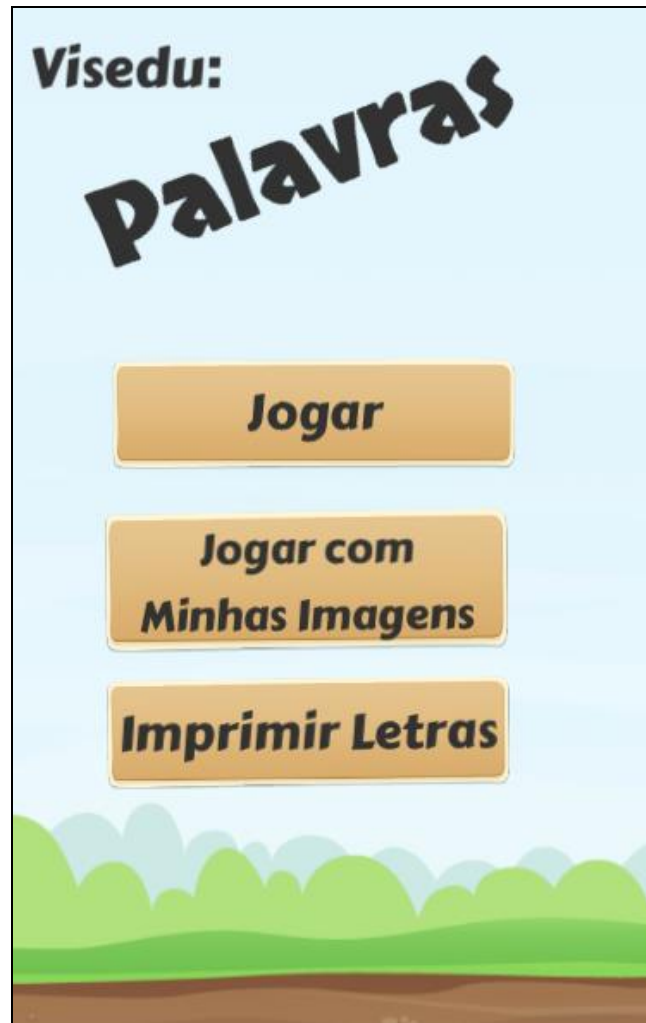 Visedu:
Palavras
Jogar
Jogar com
Minhas Imagens
Imprimir Letras